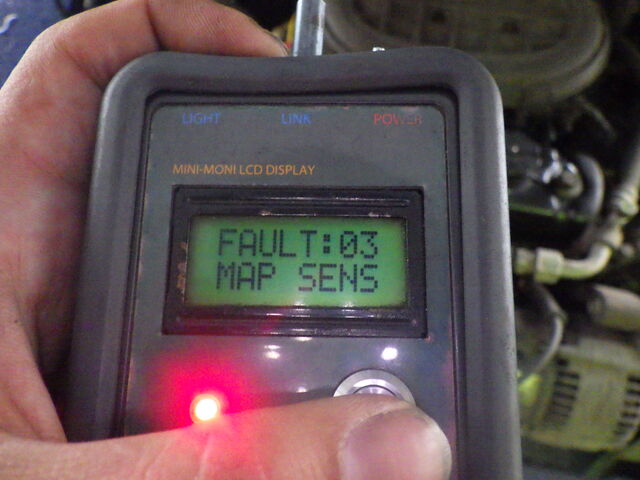 LIGHT LINK POWER
MINI-MONI LCD DISPLAY
FAULT:03
MAP SENS